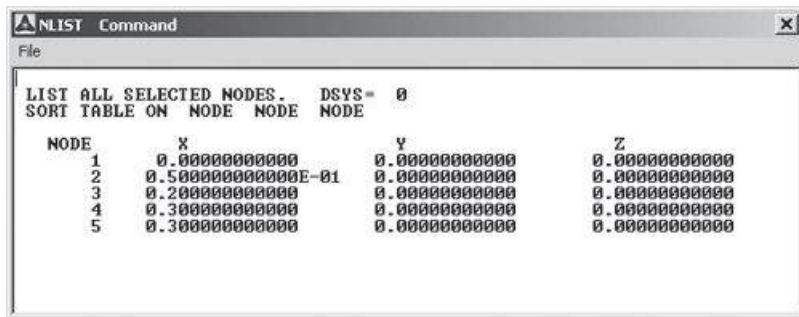 NLIST Command
File
LIST ALL SELECTED NODES. DSYS= 0
SORT TABLE ON NODE NODE NODE
NODE X Y Z
1 0.00000000000 0.00000000000 0.00000000000
2 0.500000000000E-01 0.00000000000 0.00000000000
3 0.200000000000 0.00000000000 0.00000000000
4 0.300000000000 0.00000000000 0.00000000000
5 0.300000000000 0.00000000000 0.00000000000